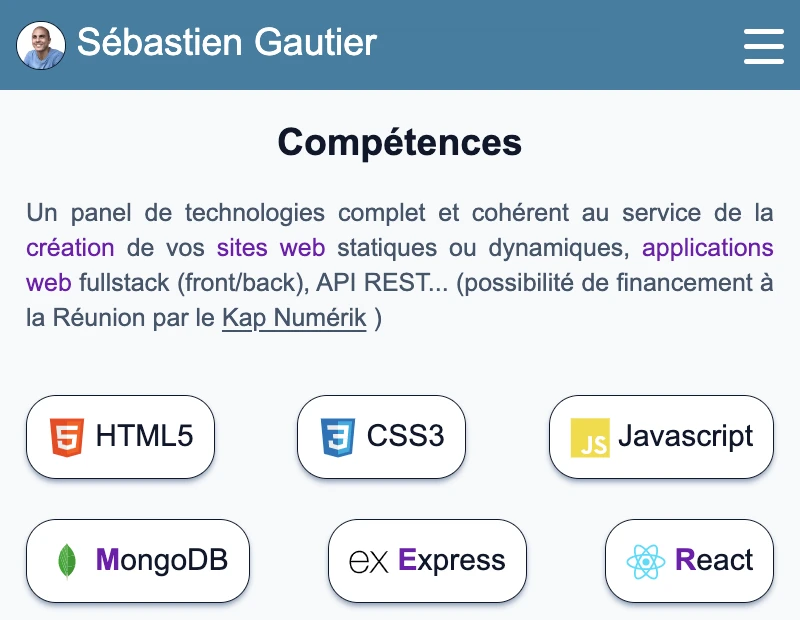 Sébastien Gautier
Compétences
Un panel de technologies complet et cohérent au service de la
création de vos sites web statiques ou dynamiques, applications
web fullstack (front/back), API REST... (possibilité de financement à
la Réunion par le Kap Numérik )
5 HTML5
3 CSS3
JS Javascript
MongoDB
ex Express
React